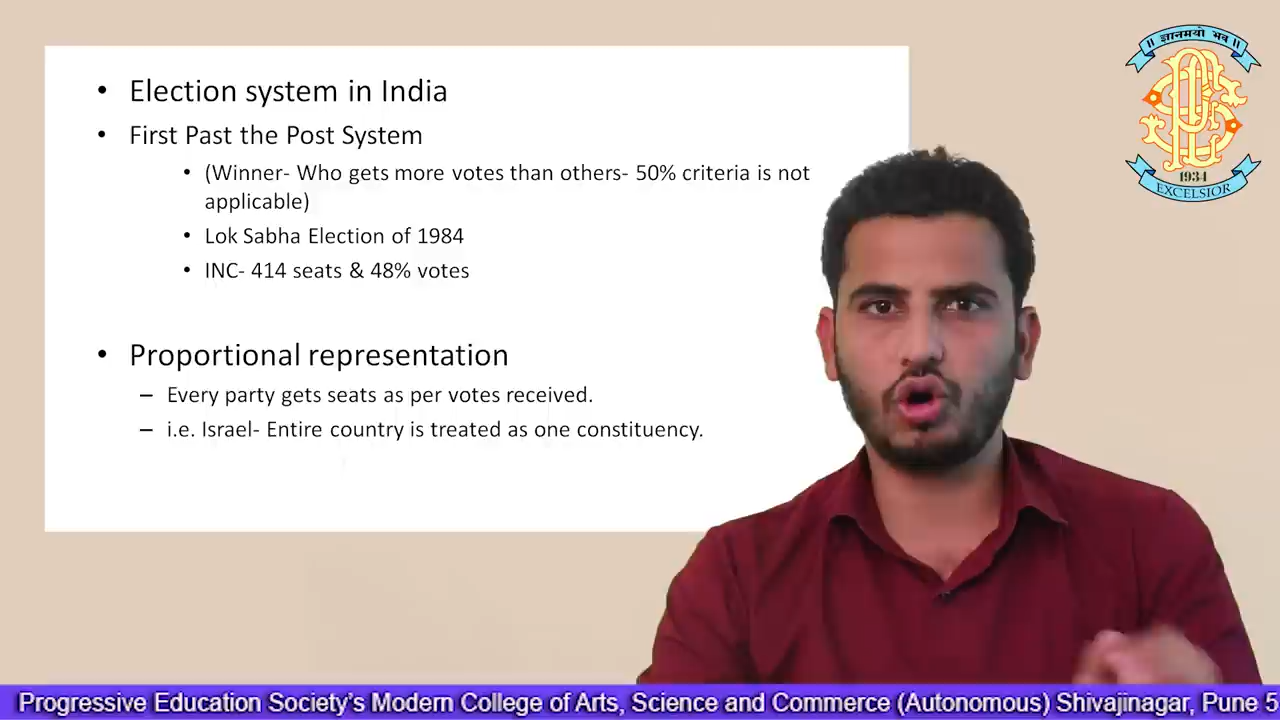 • Election system in India
• First Past the Post System
• (Winner- Who gets more votes than others- 50% criteria is not
applicable)
• Lok Sabha Election of 1984
• INC- 414 seats & 48% votes
• Proportional representation
– Every party gets seats as per votes received.
– i.e. Israel- Entire country is treated as one constituency.
॥ ज्ञानमयो भव ॥
1934
EXCELSIOR
Progressive Education Society's Modern College of Arts, Science and Commerce (Autonomous) Shivajinagar, Pune 5